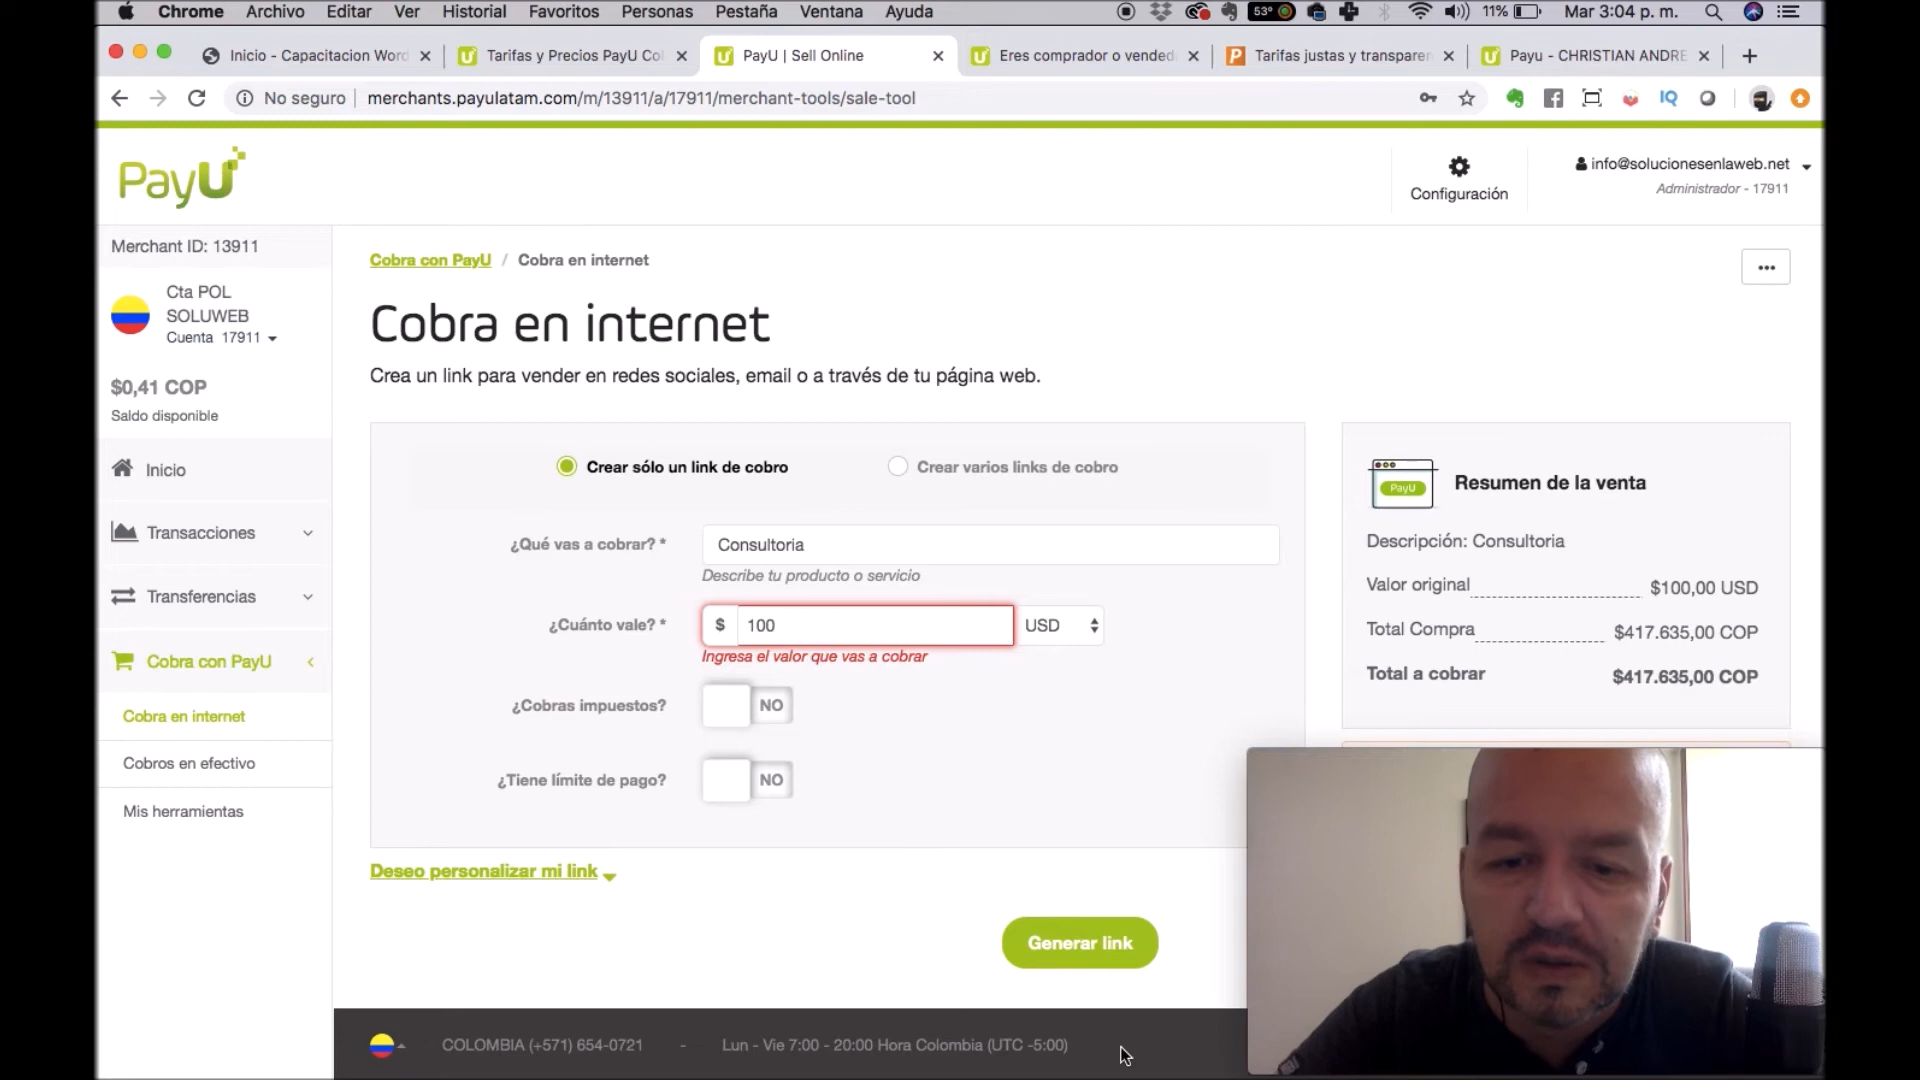 Chrome Archivo Editar Ver Historial Favoritos Personas Pestaña Ventana Ayuda 53° 11% Mar 3:04 p. m.
Inicio - Capacitacion Word Tarifas y Precios PayU Col PayU | Sell Online Eres comprador o vended Tarifas justas y transparen Payu - CHRISTIAN ANDRE
No seguro merchants.payulatam.com/m/13911/a/17911/merchant-tools/sale-tool IQ
PayU
Configuración
info@solucionesenlaweb.net
Administrador - 17911
Merchant ID: 13911
Cta POL
SOLUWEB
Cuenta 17911
$0,41 COP
Saldo disponible
Inicio
Transacciones
Transferencias
Cobra con PayU
Cobra en internet
Cobros en efectivo
Mis herramientas
Cobra con PayU / Cobra en internet
Cobra en internet
Crea un link para vender en redes sociales, email o a través de tu página web.
Crear sólo un link de cobro Crear varios links de cobro
¿Qué vas a cobrar? * Consultoria
Describe tu producto o servicio
¿Cuánto vale? * $ 100 USD
Ingresa el valor que vas a cobrar
¿Cobras impuestos? NO
¿Tiene límite de pago? NO
Deseo personalizar mi link
Generar link
PayU Resumen de la venta
Descripción: Consultoria
Valor original $100,00 USD
Total Compra $417.635,00 COP
Total a cobrar $417.635,00 COP
COLOMBIA (+571) 654-0721 - Lun - Vie 7:00 - 20:00 Hora Colombia (UTC -5:00)